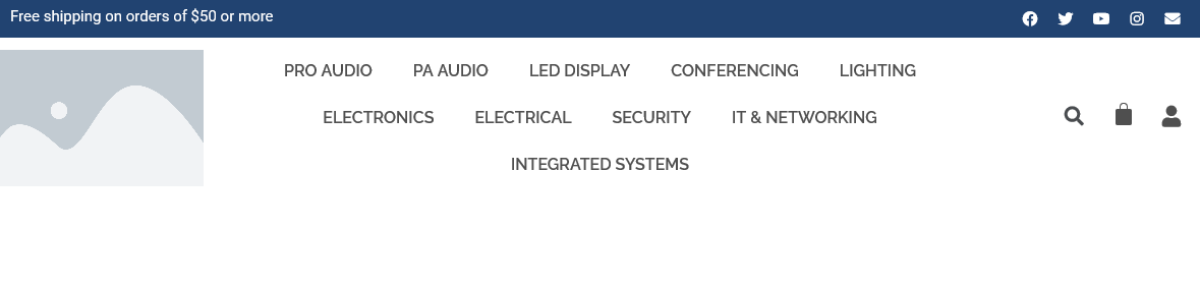 Free shipping on orders of $50 or more
PRO AUDIO PA AUDIO LED DISPLAY CONFERENCING LIGHTING
ELECTRONICS ELECTRICAL SECURITY IT & NETWORKING
INTEGRATED SYSTEMS